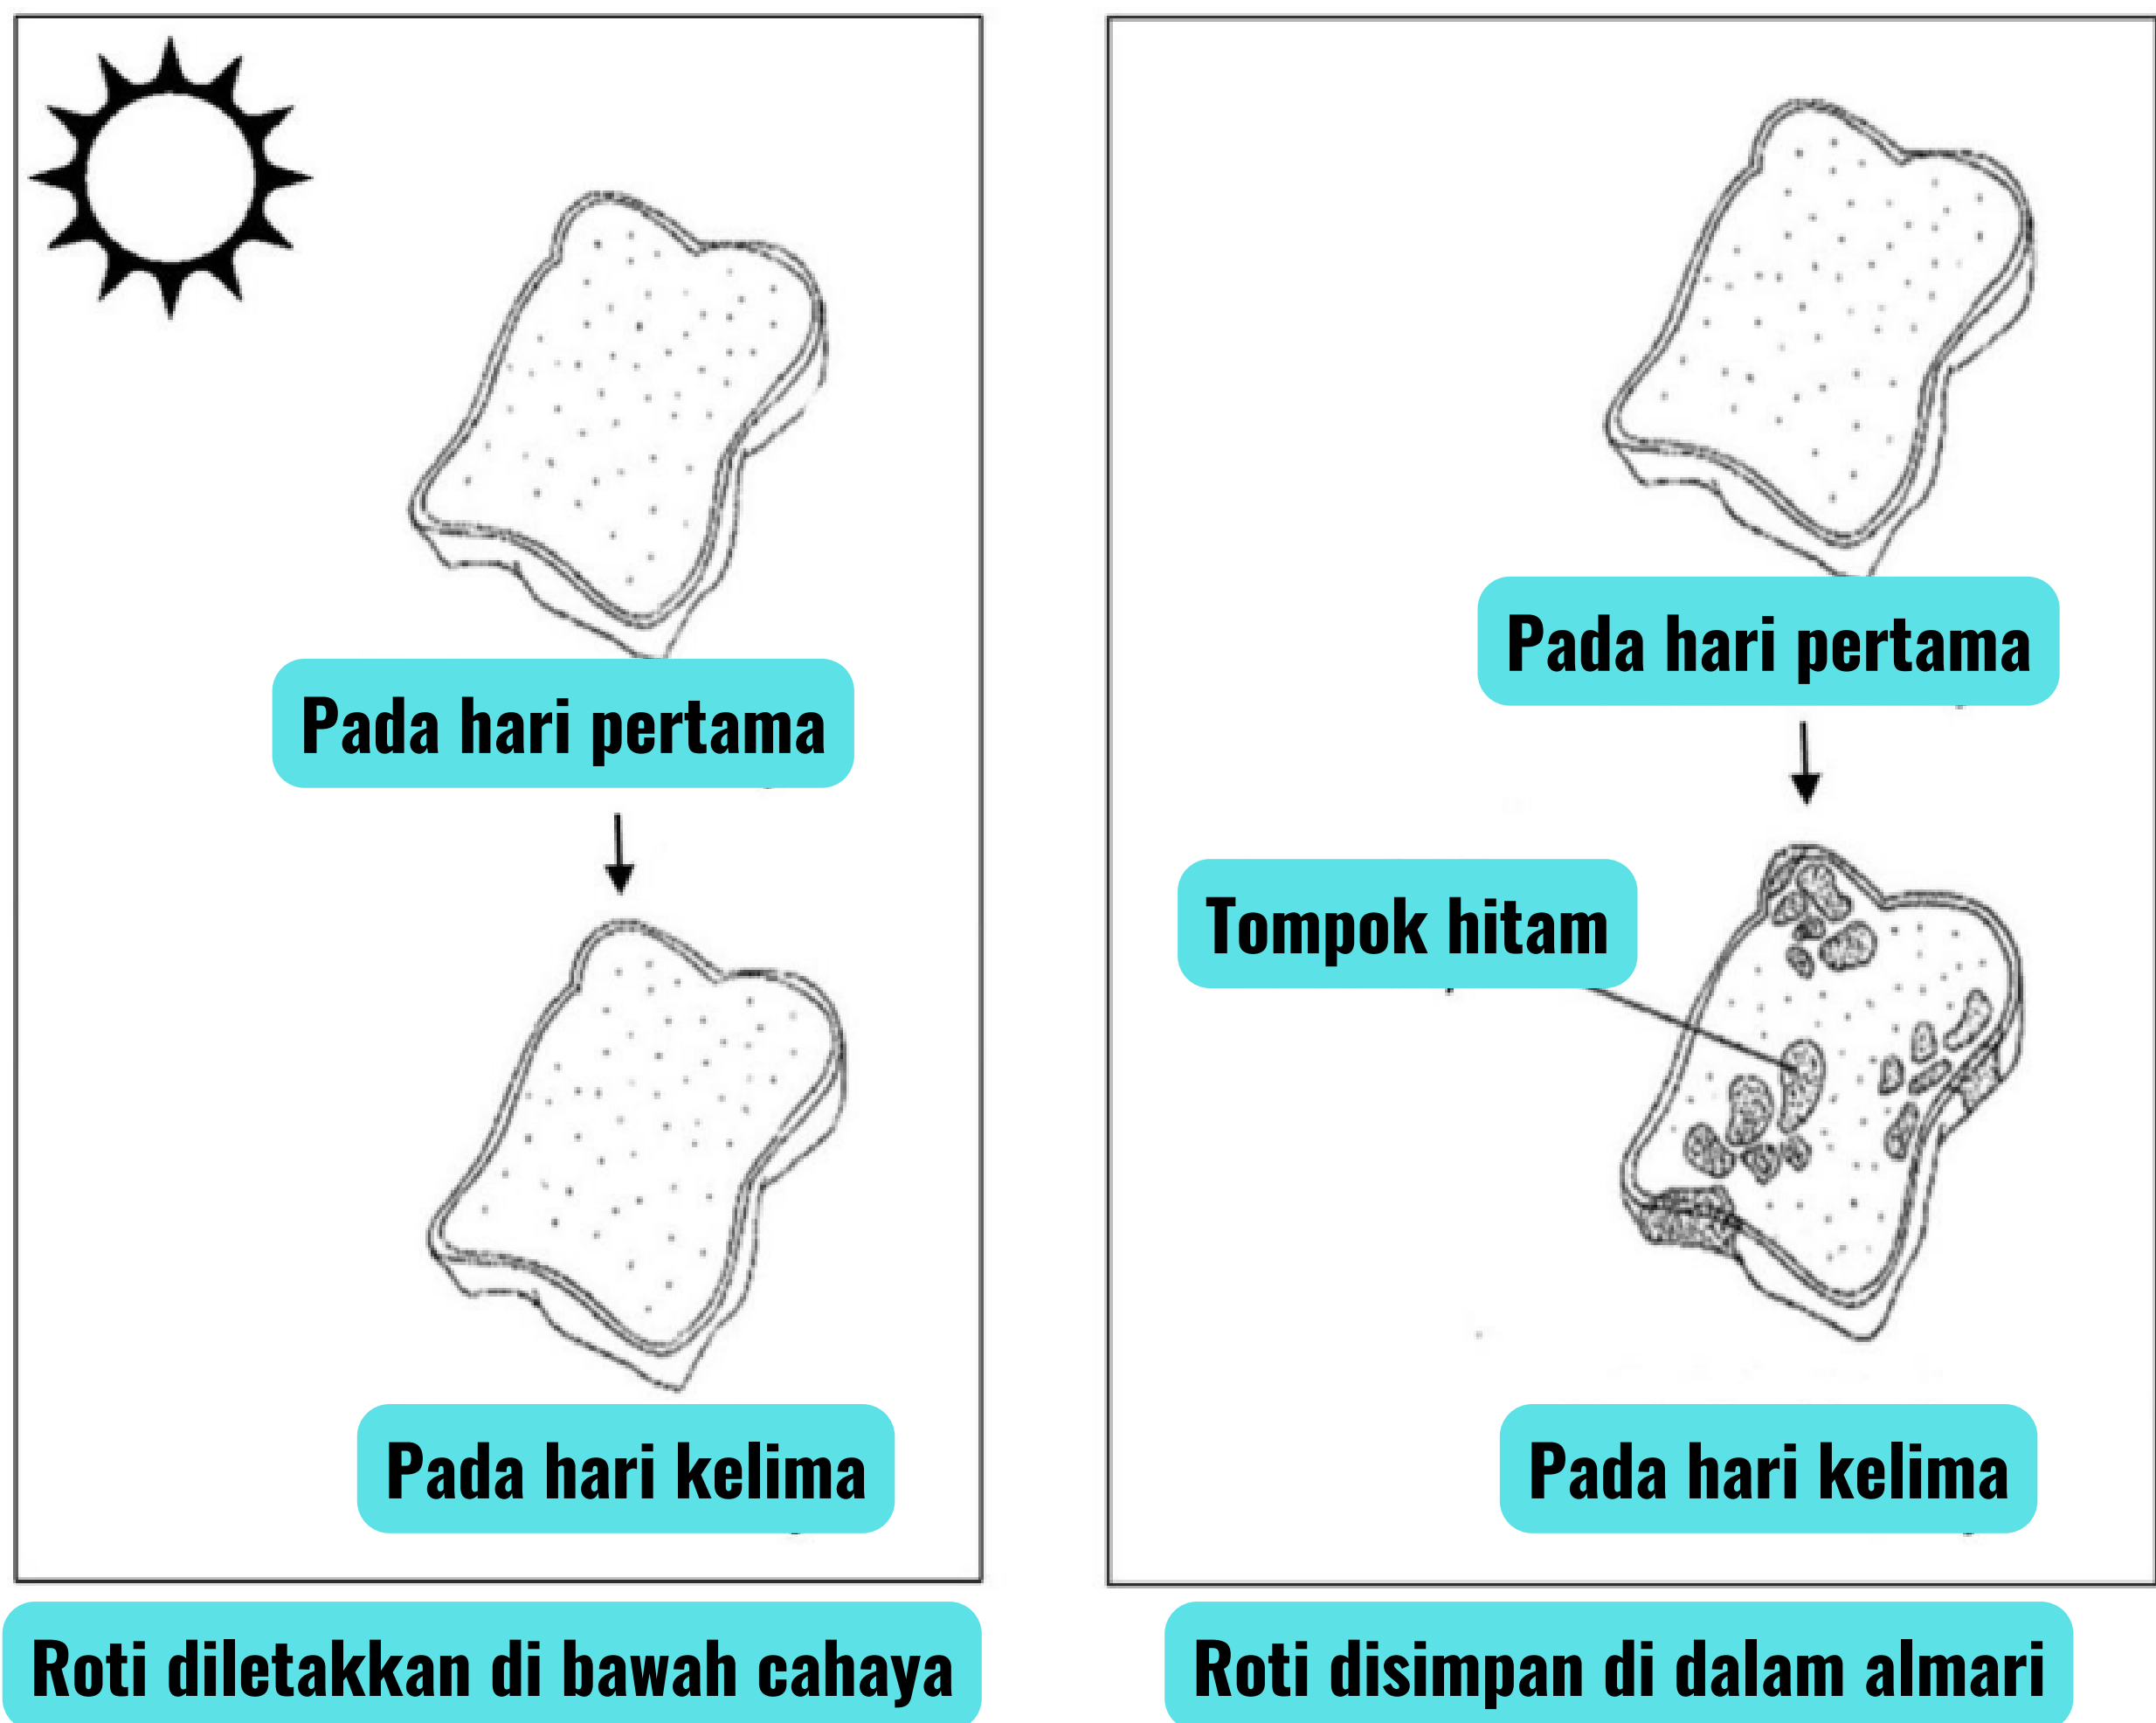 Pada hari pertama
Pada hari kelima
Roti diletakkan di bawah cahaya
Pada hari pertama
Tompok hitam
Pada hari kelima
Roti disimpan di dalam almari